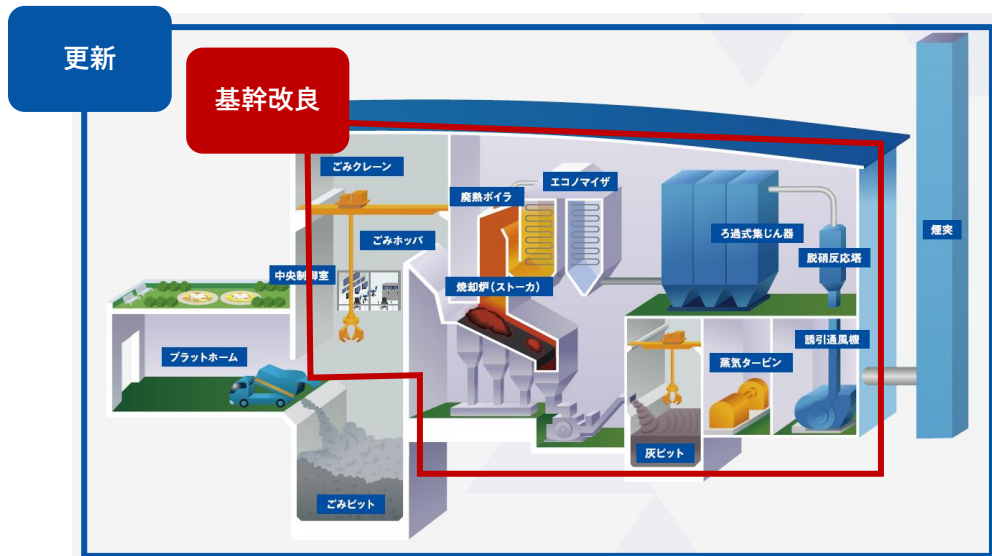 更新
基幹改良
ごみクレーン
廃熱ボイラ
エコノマイザ
ごみホッパ
ろ過式集じん器
煙突
脱硝反応塔
中央制御室
焼却炉(ストーカ)
プラットホーム
蒸気タービン
誘引通風機
灰ピット
ごみピット